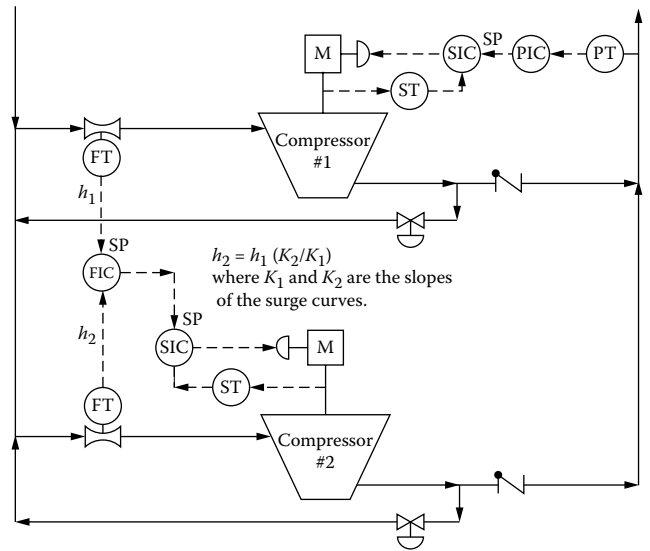 M
SIC
SP
PIC
PT
ST
Compressor
#1
FT
h₁
SP
FIC
h₂ = h₁ (K₂/K₁)
where K₁ and K₂ are the slopes
of the surge curves.
h₂
SP
SIC
M
ST
FT
Compressor
#2